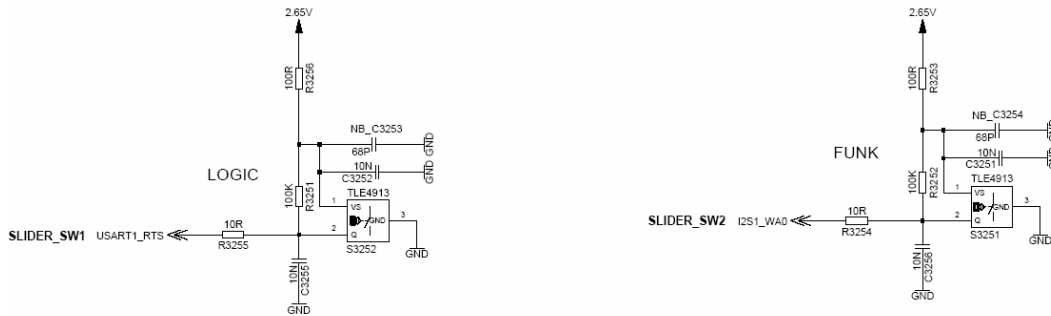 2.65V
100R
R3256
NB_C3253
68P
GND
10N
C3252
GND
LOGIC
100K
R3251
TLE4913
1
VS
GND
3
2
Q
S3252
GND
SLIDER_SW1
USART1_RTS
10R
R3255
10N
C3255
GND
2.65V
100R
R3253
NB_C3254
68P
10N
C3251
FUNK
100K
R3252
TLE4913
1
VS
GND
3
2
Q
S3251
GND
SLIDER_SW2
I2S1_WA0
10R
R3254
10N
C3256
GND